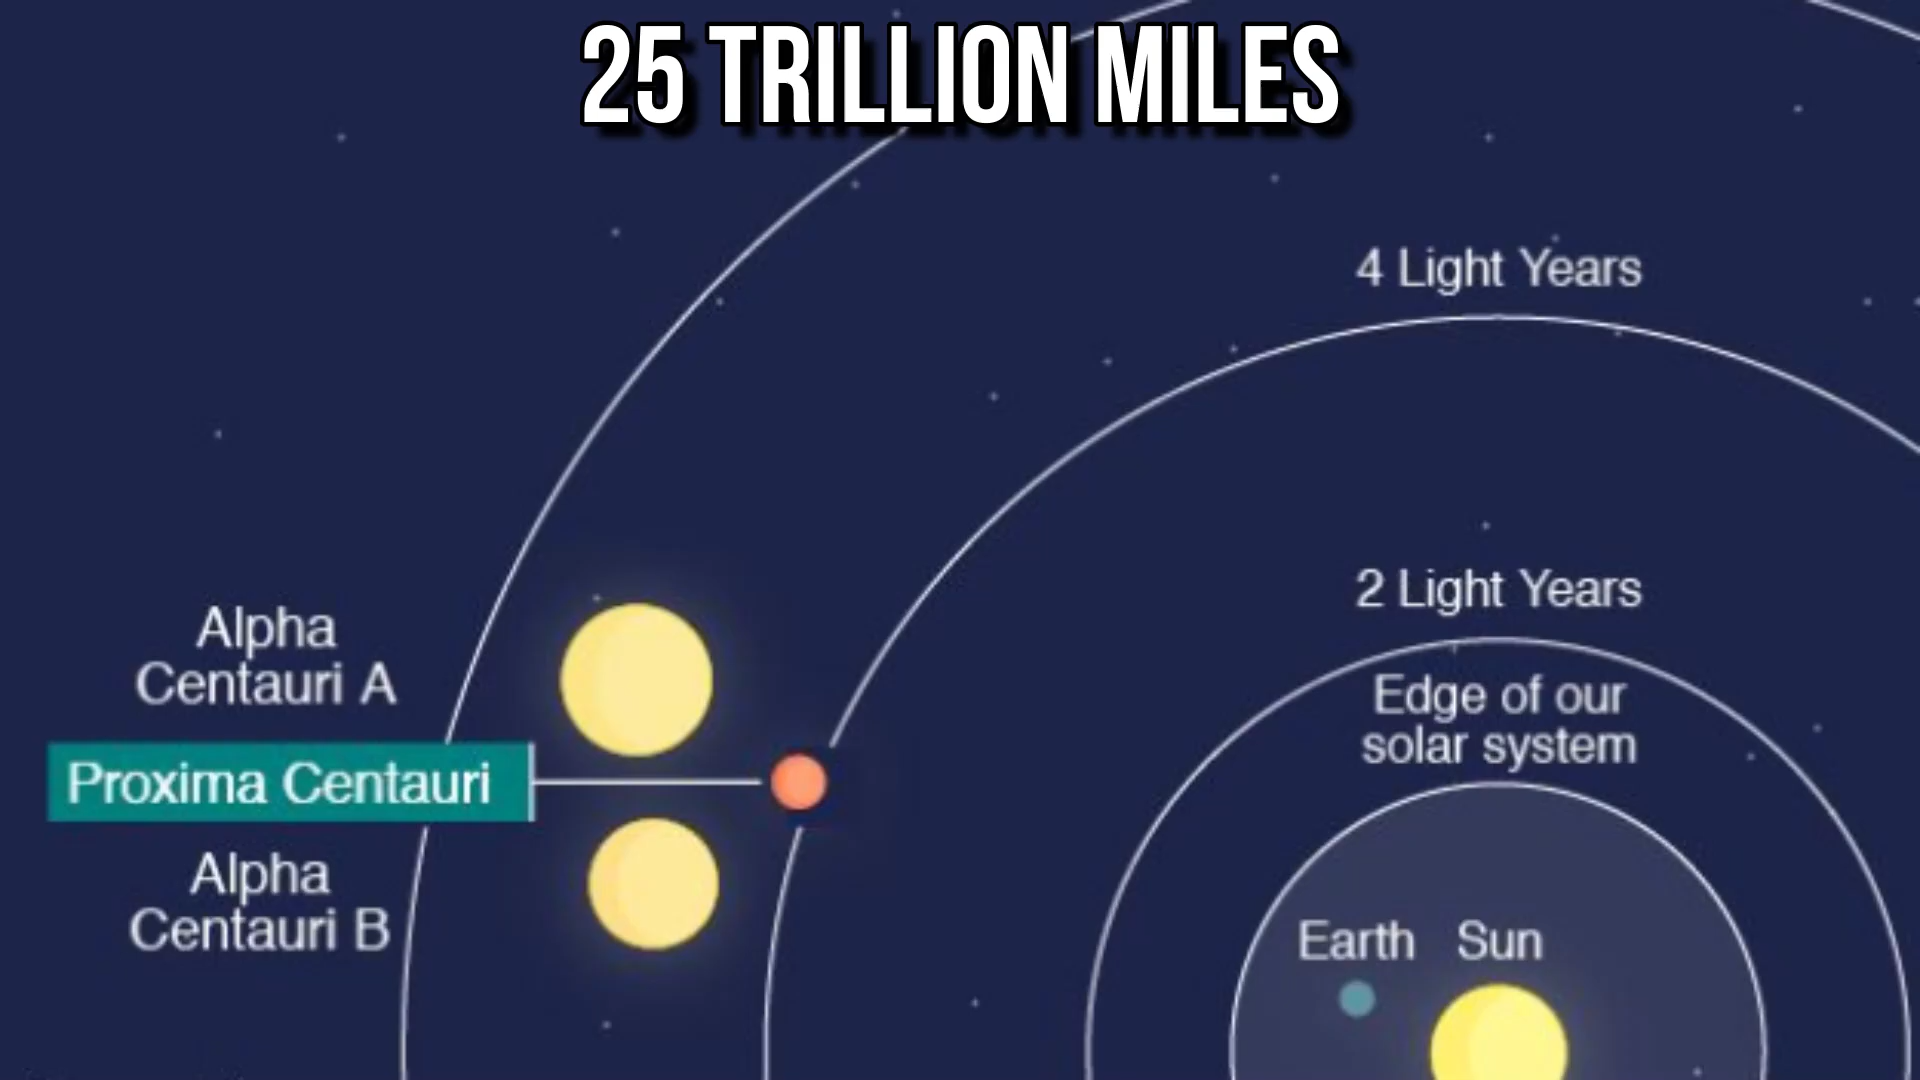 25 TRILLION MILES
4 Light Years
2 Light Years
Edge of our
solar system
Alpha
Centauri A
Proxima Centauri
Alpha
Centauri B
Earth
Sun